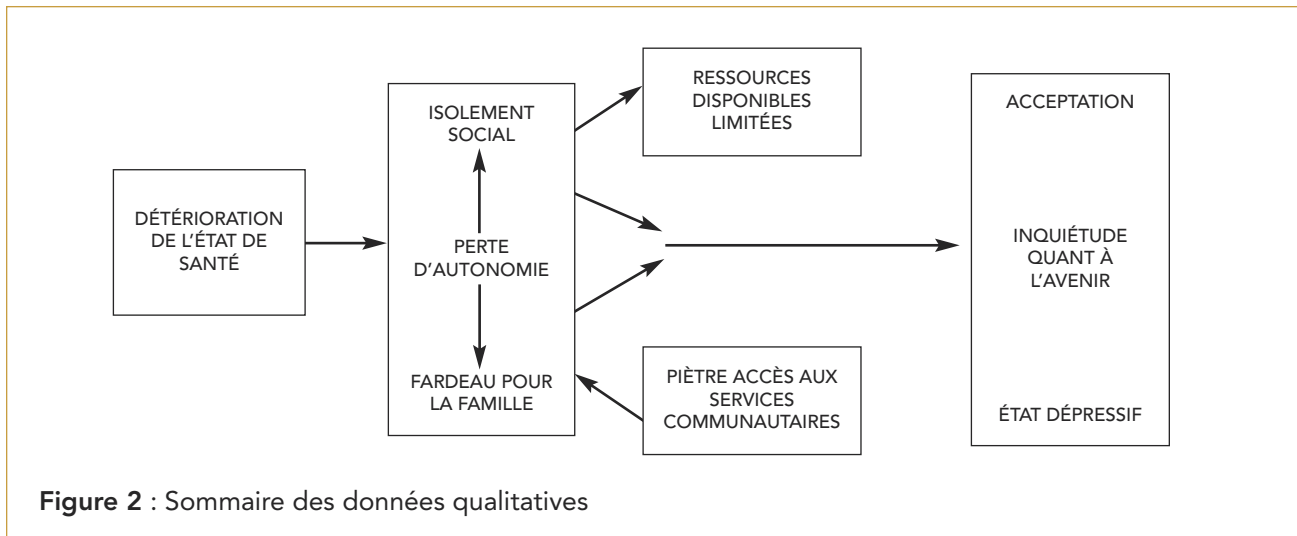 DÉTÉRIORATION
DE L'ÉTAT DE
SANTÉ
ISOLEMENT
SOCIAL
PERTE
D'AUTONOMIE
FARDEAU POUR
LA FAMILLE
RESSOURCES
DISPONIBLES
LIMITÉES
PIÈTRE ACCÈS AUX
SERVICES
COMMUNAUTAIRES
ACCEPTATION
INQUIÉTUDE
QUANT À
L'AVENIR
ÉTAT DÉPRESSIF
Figure 2 : Sommaire des données qualitatives